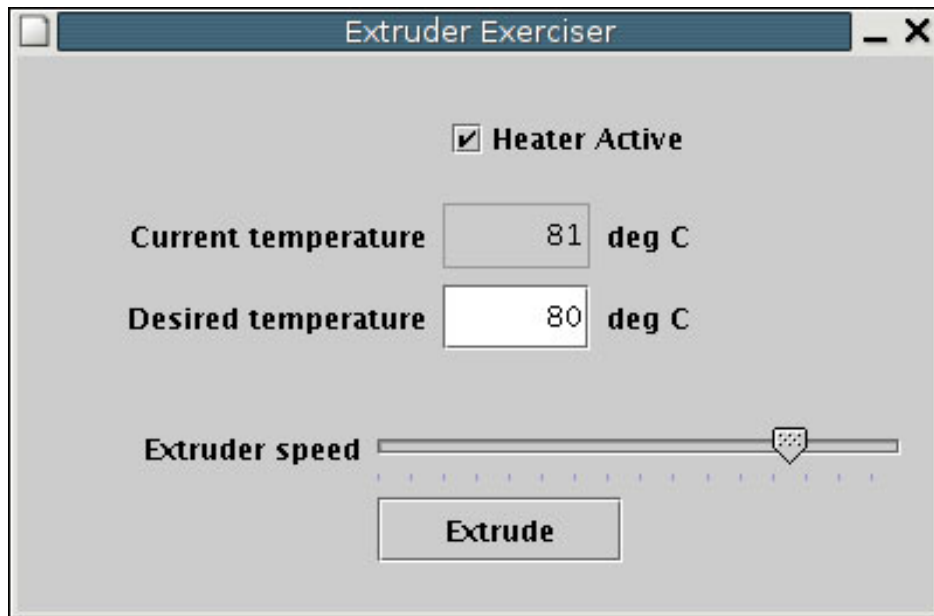 Extruder Exerciser
Heater Active
Current temperature 81 deg C
Desired temperature 80 deg C
Extruder speed
Extrude